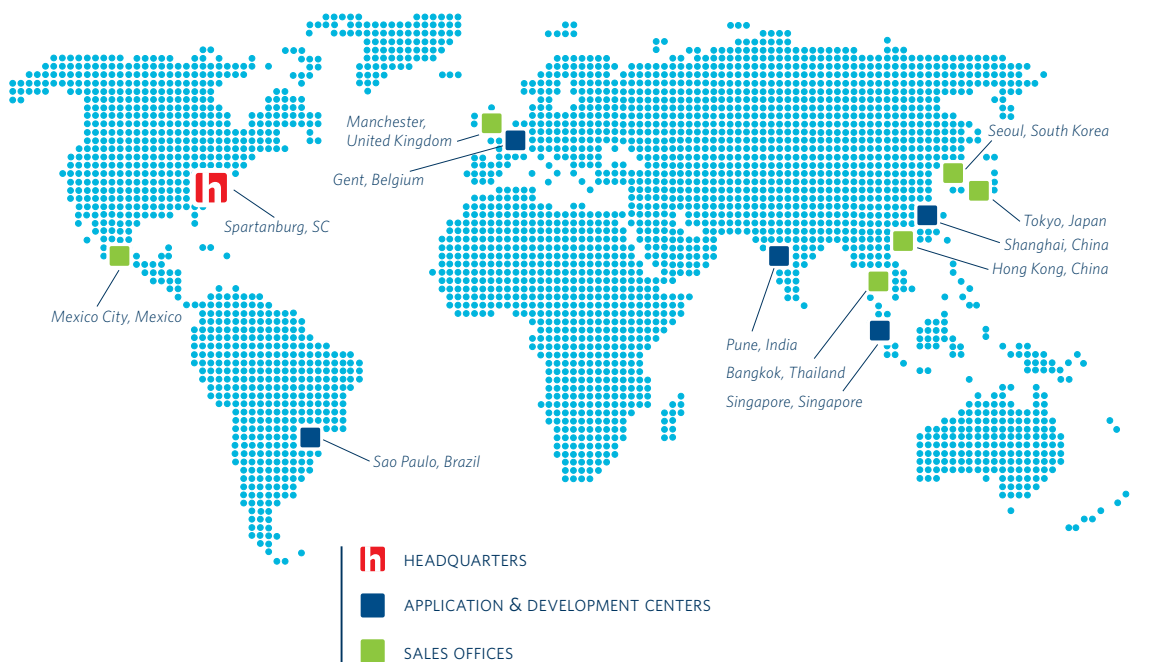 Manchester,
United Kingdom
Gent, Belgium
Seoul, South Korea
h
Spartanburg, SC
Tokyo, Japan
Shanghai, China
Hong Kong, China
Mexico City, Mexico
Pune, India
Bangkok, Thailand
Singapore, Singapore
Sao Paulo, Brazil
h HEADQUARTERS
APPLICATION & DEVELOPMENT CENTERS
SALES OFFICES